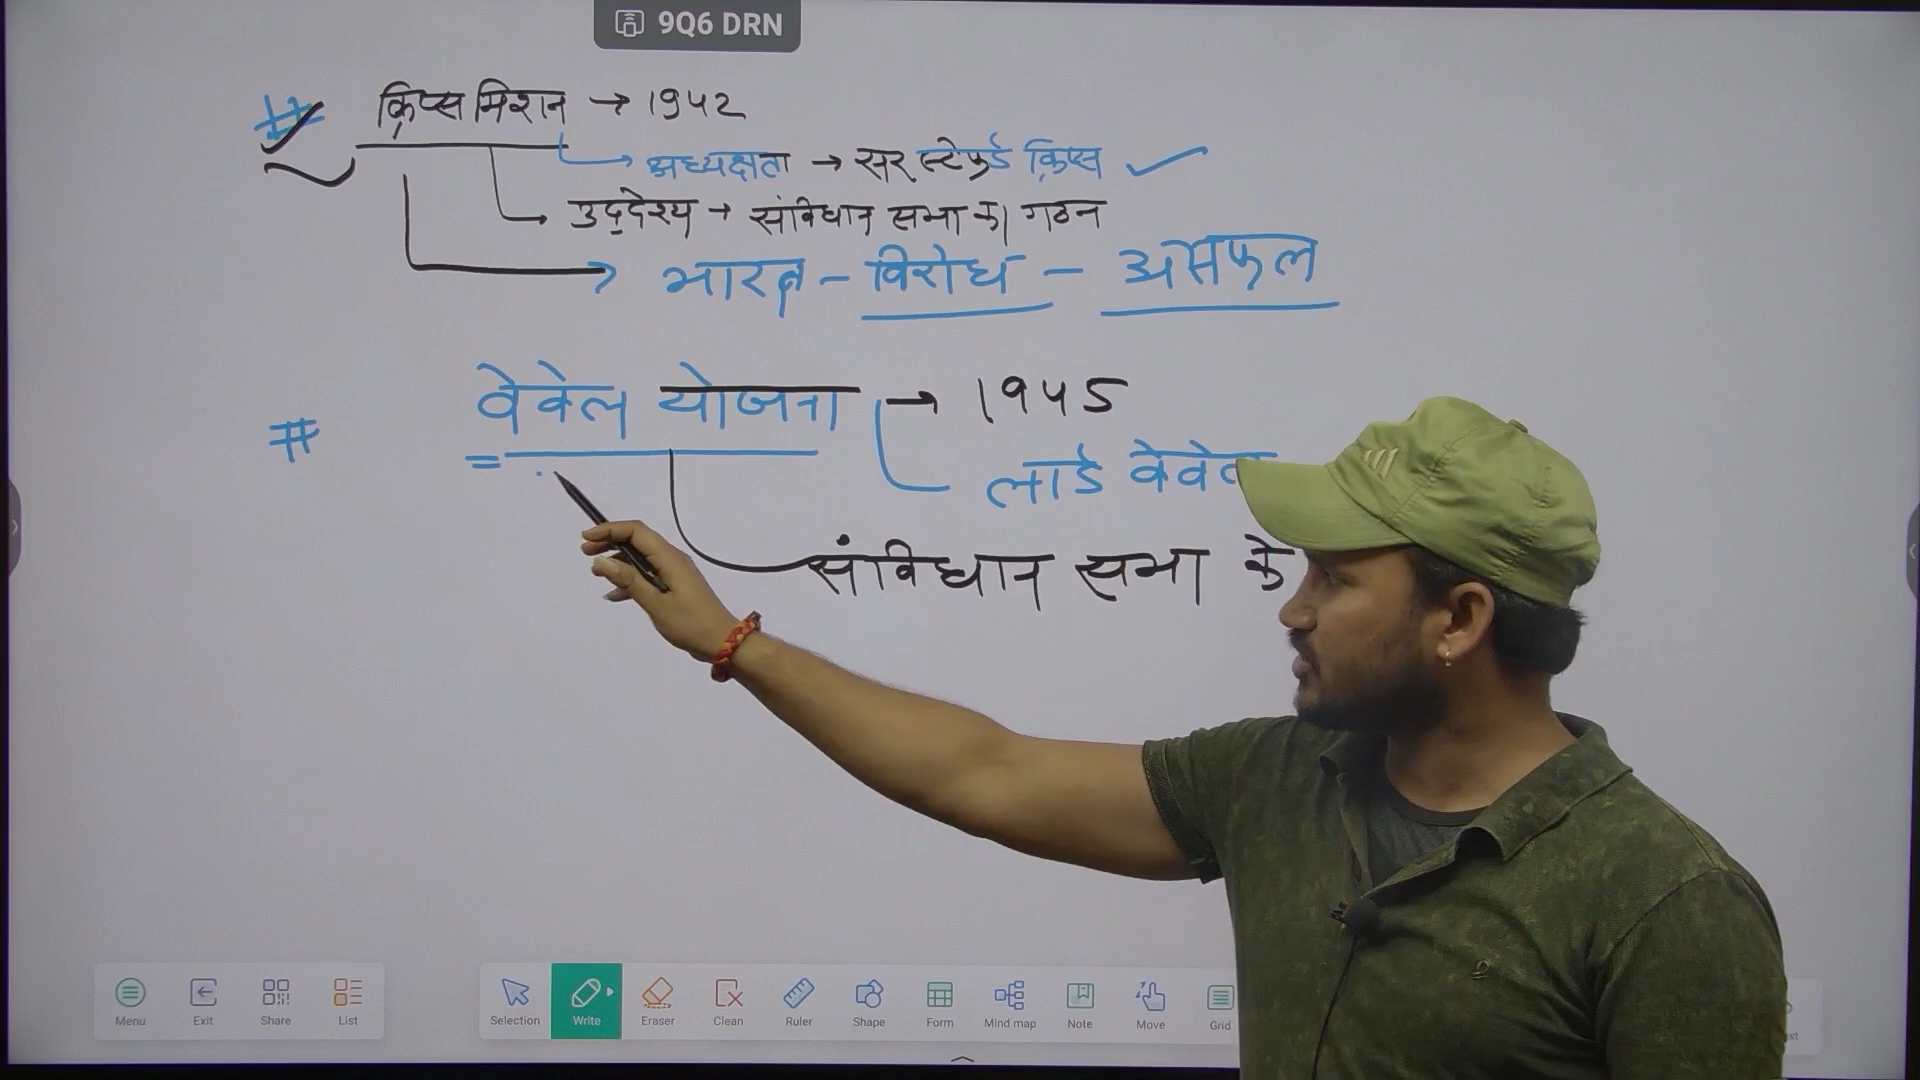 9Q6 DRN
# क्रिप्स मिशन → 1942
अध्यक्षता → सर स्टेफर्ड क्रिप्स ✓
उद्देश्य → संविधान सभा का गठन
→ भारत - विरोध - असफल
# वेवेल योजना → 1945
लार्ड वेवेल
संविधान सभा के
Menu Exit Share List Selection Write Eraser Clean Ruler Shape Form Mind map Note Move Grid